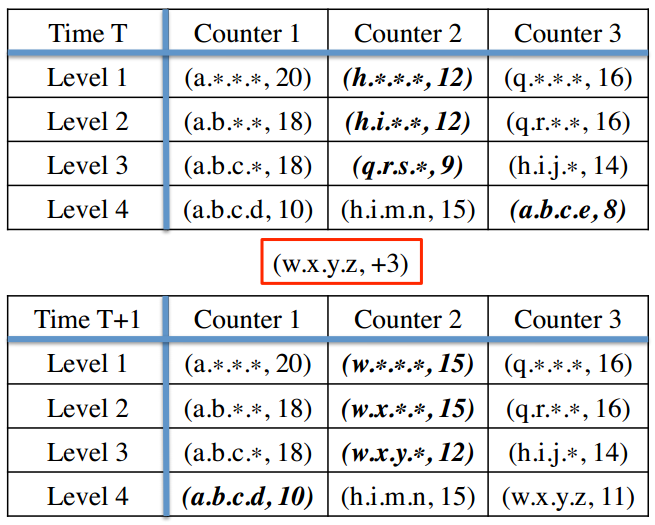 Time T Counter 1 Counter 2 Counter 3
Level 1 (a.*.*.*, 20) (h.*.*.*, 12) (q.*.*.*, 16)
Level 2 (a.b.*.*, 18) (h.i.*.*, 12) (q.r.*.*, 16)
Level 3 (a.b.c.*, 18) (q.r.s.*, 9) (h.i.j.*, 14)
Level 4 (a.b.c.d, 10) (h.i.m.n, 15) (a.b.c.e, 8)
(w.x.y.z, +3)
Time T+1 Counter 1 Counter 2 Counter 3
Level 1 (a.*.*.*, 20) (w.*.*.*, 15) (q.*.*.*, 16)
Level 2 (a.b.*.*, 18) (w.x.*.*, 15) (q.r.*.*, 16)
Level 3 (a.b.c.*, 18) (w.x.y.*, 12) (h.i.j.*, 14)
Level 4 (a.b.c.d, 10) (h.i.m.n, 15) (w.x.y.z, 11)